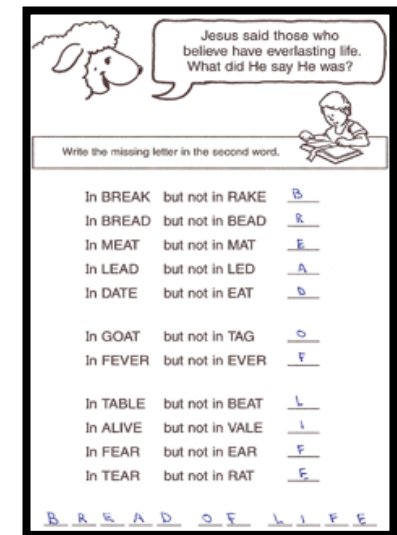 Jesus said those who
believe have everlasting life.
What did He say He was?
Write the missing letter in the second word.
In BREAK but not in RAKE B
In BREAD but not in BEAD R
In MEAT but not in MAT E
In LEAD but not in LED A
In DATE but not in EAT D
In GOAT but not in TAG O
In FEVER but not in EVER F
In TABLE but not in BEAT L
In ALIVE but not in VALE I
In FEAR but not in EAR F
In TEAR but not in RAT E
B R E A D O F L I F E